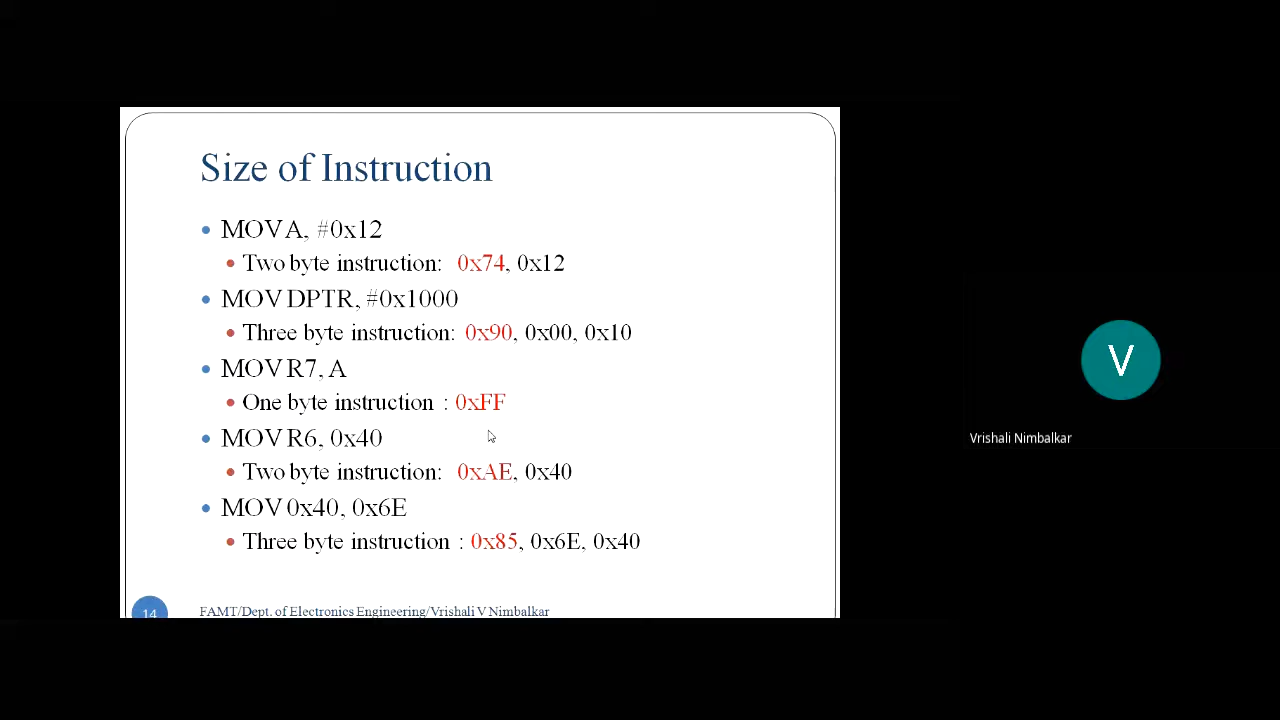 Size of Instruction
• MOV A, #0x12
• Two byte instruction: 0x74, 0x12
• MOV DPTR, #0x1000
• Three byte instruction: 0x90, 0x00, 0x10
• MOV R7, A
• One byte instruction : 0xFF
• MOV R6, 0x40
• Two byte instruction: 0xAE, 0x40
• MOV 0x40, 0x6E
• Three byte instruction : 0x85, 0x6E, 0x40
14 FAMT/Dept. of Electronics Engineering/Vrishali V Nimbalkar
V
Vrishali Nimbalkar